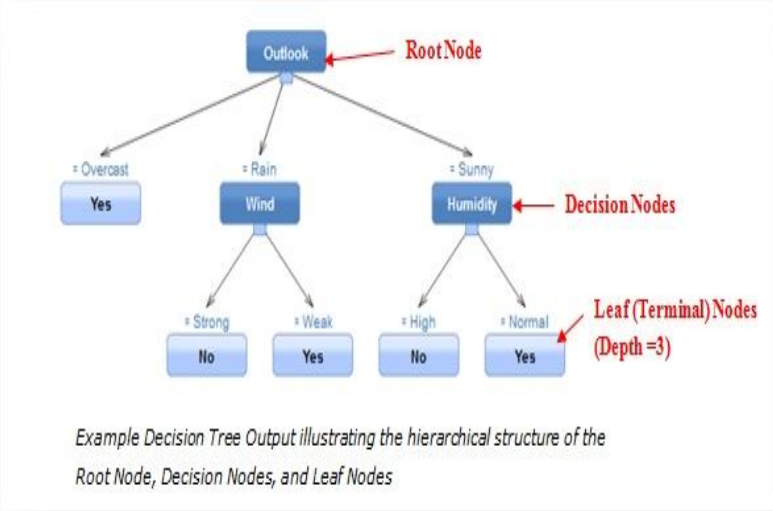 Outlook
Root Node
= Overcast
= Rain
= Sunny
Yes
Wind
Humidity
Decision Nodes
= Strong
= Weak
= High
= Normal
No
Yes
No
Yes
Leaf (Terminal) Nodes
(Depth =3)
Example Decision Tree Output illustrating the hierarchical structure of the
Root Node, Decision Nodes, and Leaf Nodes